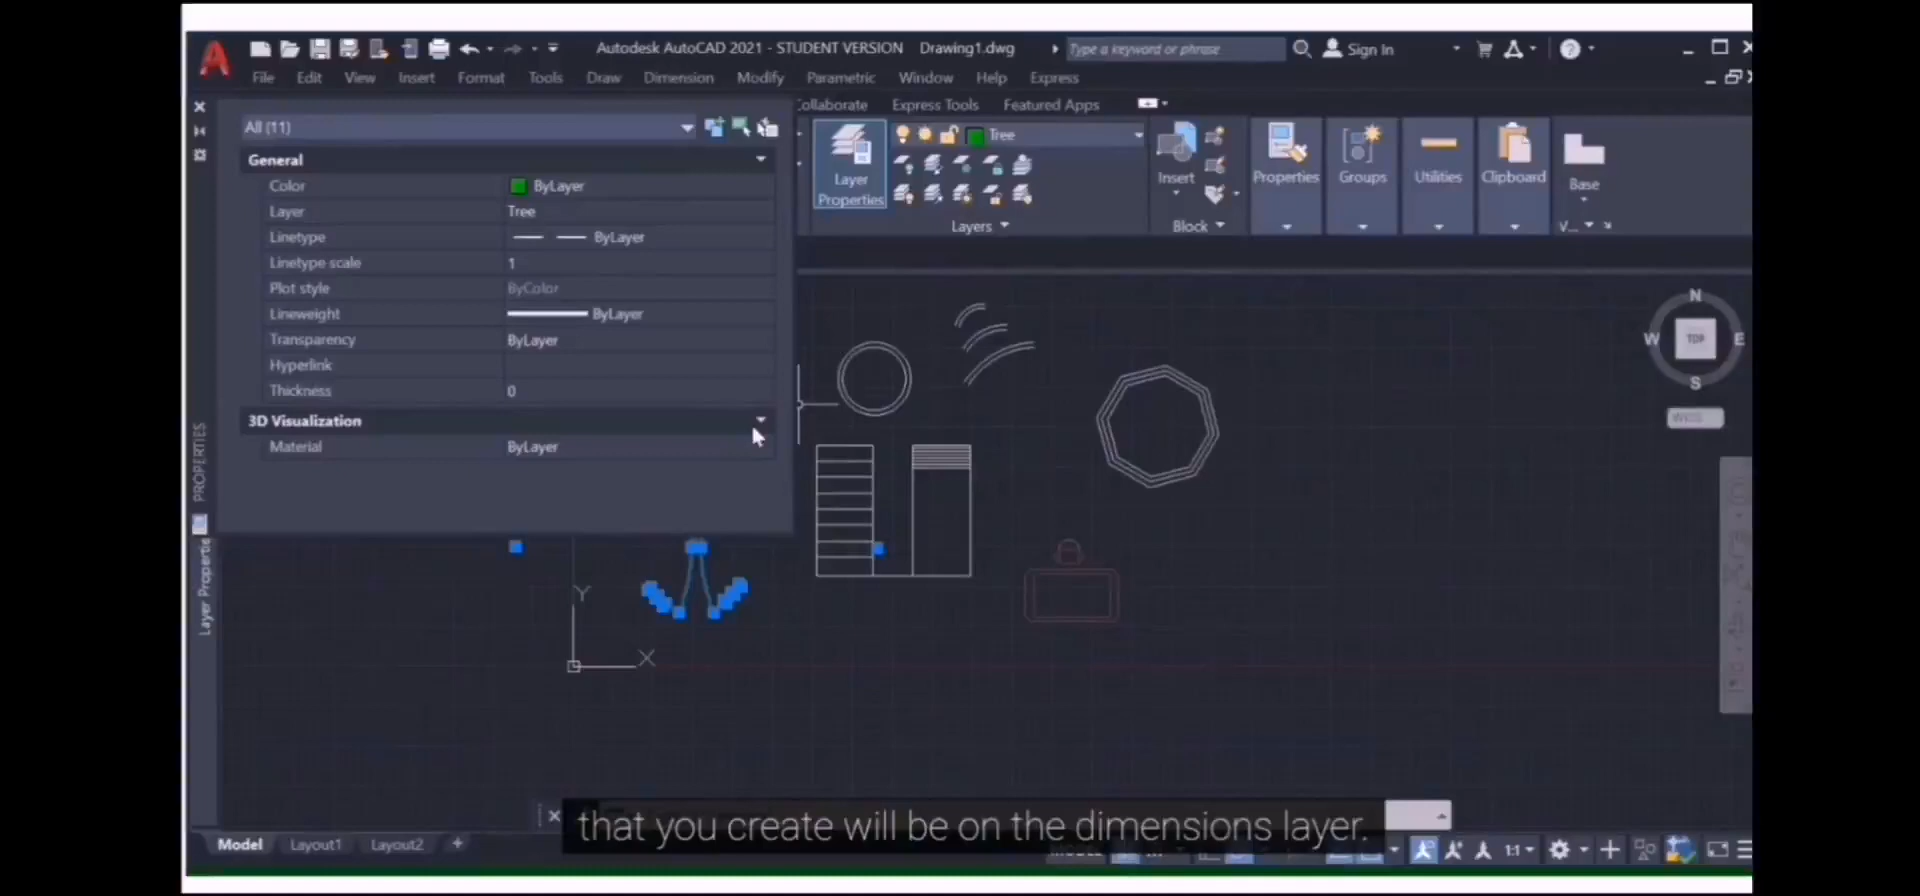 Autodesk AutoCAD 2021 - STUDENT VERSION Drawing1.dwg Type a keyword or phrase Sign In
File Edit View Insert Format Tools Draw Dimension Modify Parametric Window Help Express
Collaborate Express Tools Featured Apps
All (11)
General
Color ByLayer
Layer Tree
Linetype ByLayer
Linetype scale 1
Plot style ByColor
Lineweight ByLayer
Transparency ByLayer
Hyperlink
Thickness 0
3D Visualization
Material ByLayer
PROPERTIES
Layer Propertie
Tree
Layer
Properties
Layers
Insert
Block
Properties
Groups
Utilities
Clipboard
Base
V...
N
W TOP E
S
WCS
Y
X
that you create will be on the dimensions layer.
Model Layout1 Layout2 +
MODEL
1:1